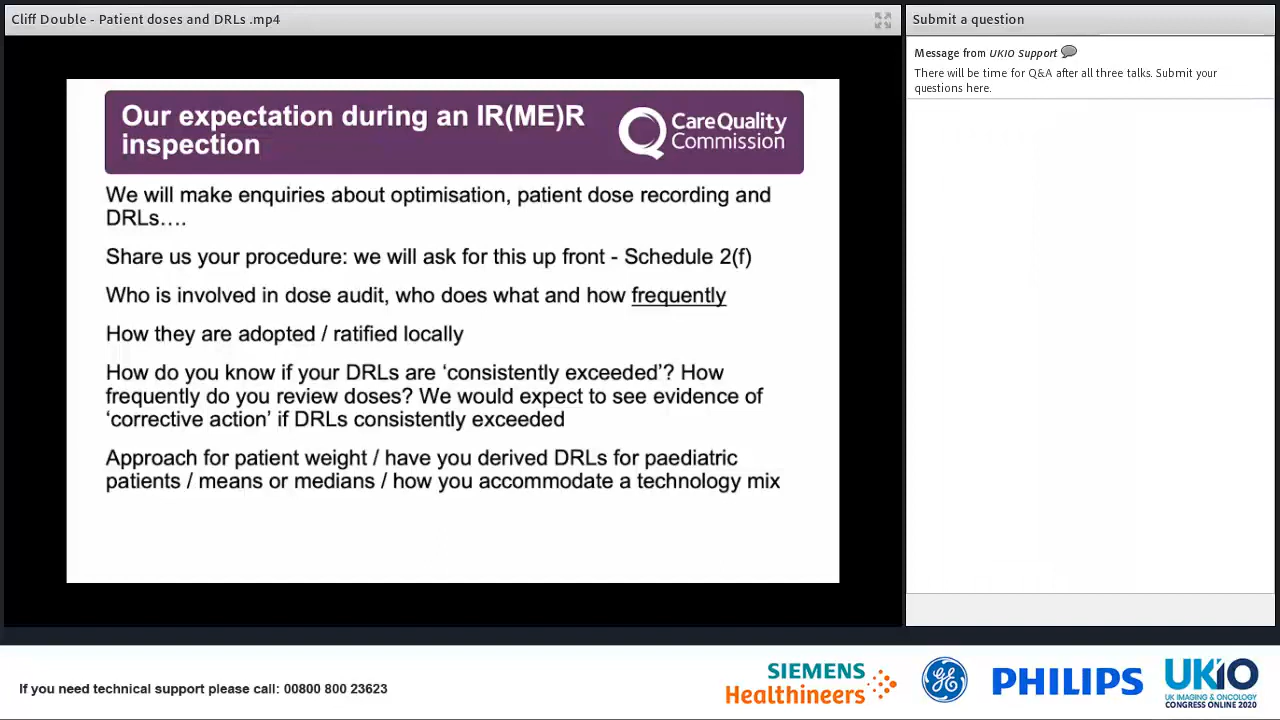 Cliff Double - Patient doses and DRLs .mp4
Our expectation during an IR(ME)R
inspection
CareQuality
Commission
We will make enquiries about optimisation, patient dose recording and
DRLs….
Share us your procedure: we will ask for this up front - Schedule 2(f)
Who is involved in dose audit, who does what and how frequently
How they are adopted / ratified locally
How do you know if your DRLs are ‘consistently exceeded’? How
frequently do you review doses? We would expect to see evidence of
‘corrective action’ if DRLs consistently exceeded
Approach for patient weight / have you derived DRLs for paediatric
patients / means or medians / how you accommodate a technology mix
Submit a question
Message from UKIO Support
There will be time for Q&A after all three talks. Submit your
questions here.
If you need technical support please call: 00800 800 23623
SIEMENS
Healthineers
GE
PHILIPS
UKIO
UK IMAGING & ONCOLOGY
CONGRESS ONLINE 2020